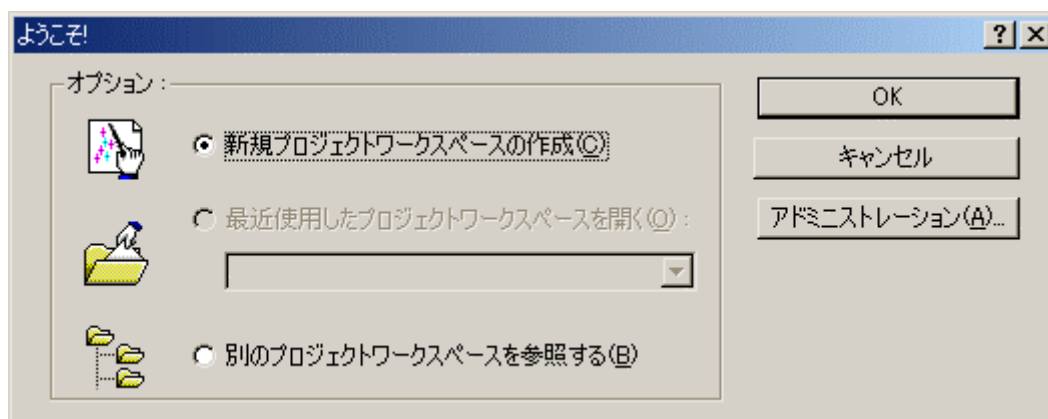 ようこそ!
オプション：
新規プロジェクトワークスペースの作成(C)
最近使用したプロジェクトワークスペースを開く(O)：
別のプロジェクトワークスペースを参照する(B)
OK
キャンセル
アドミニストレーション(A)...